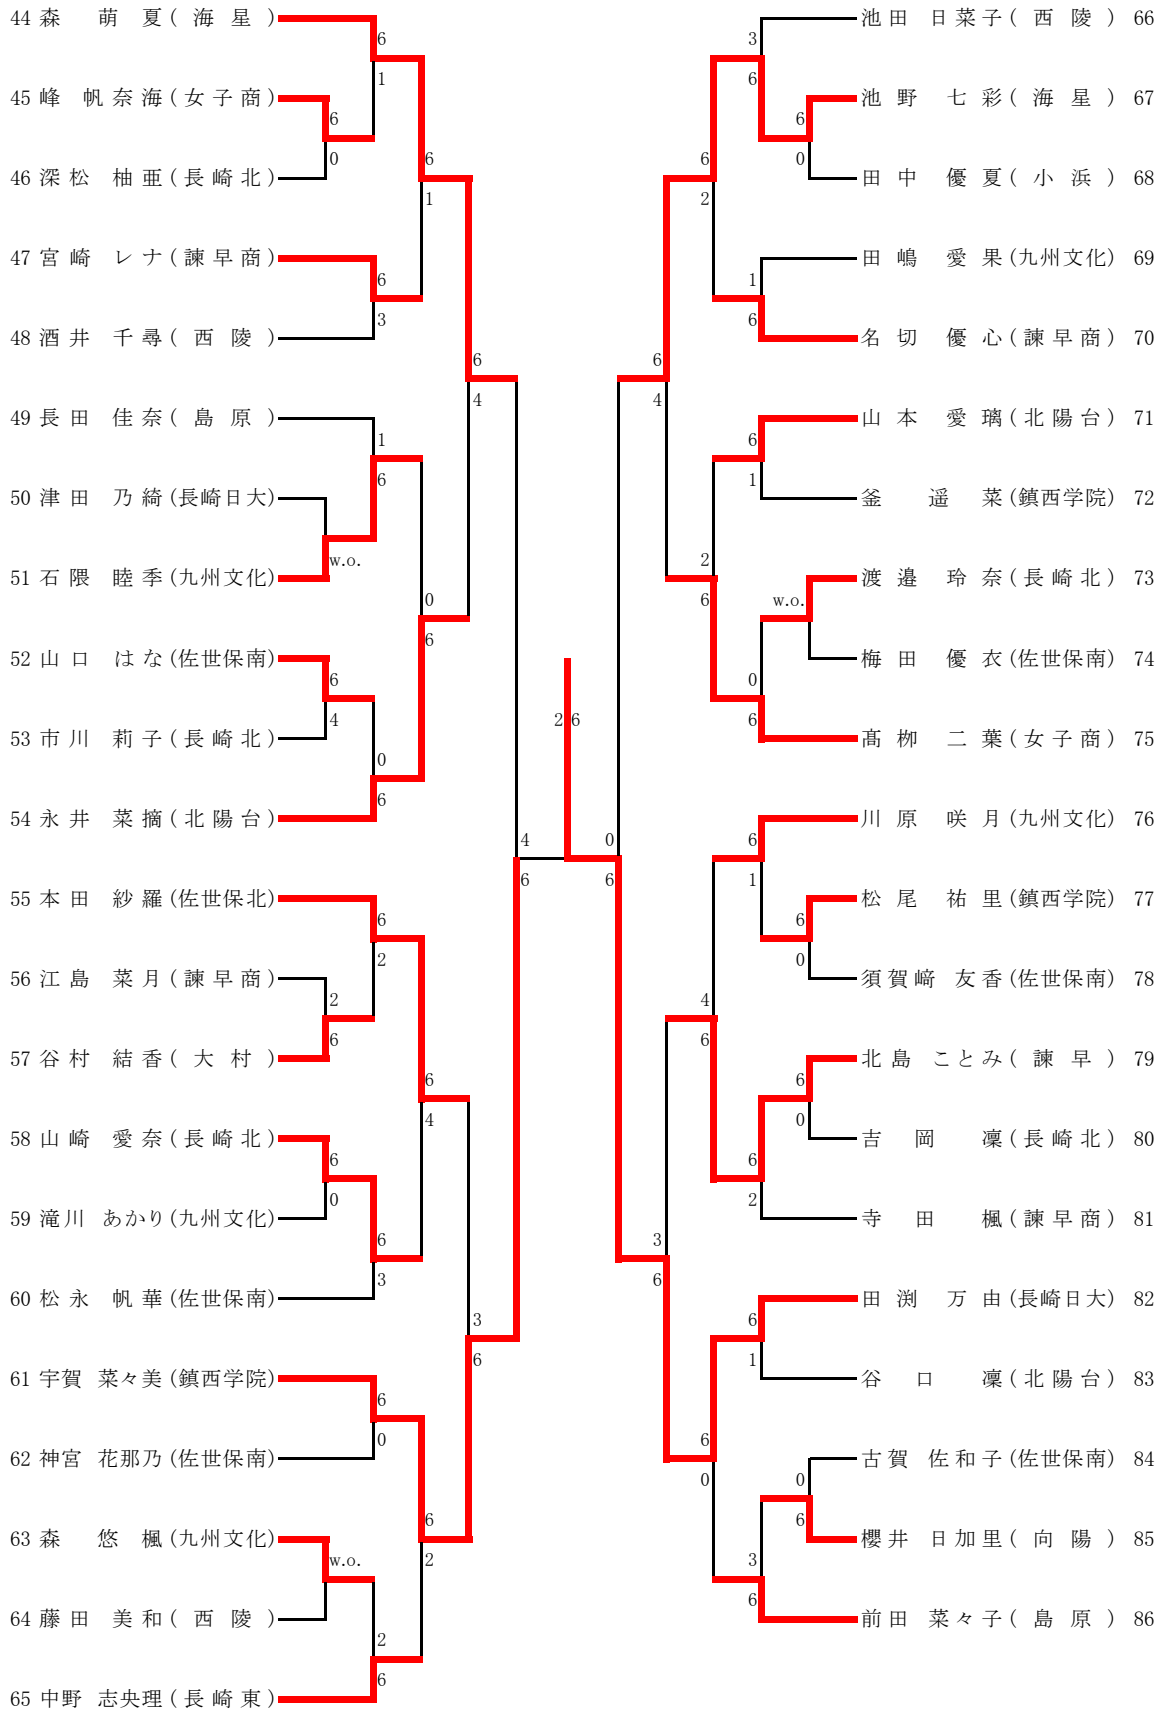 44 森 萌 夏 ( 海 星 )
6
1
45 峰 帆 奈 海 ( 女 子 商 )
6
0
46 深 松 柚 亜 ( 長 崎 北 )
6
1
47 宮 崎 レ ナ ( 諫 早 商 )
6
3
48 酒 井 千 尋 ( 西 陵 )
6
4
49 長 田 佳 奈 ( 島 原 )
1
6
50 津 田 乃 綺 (長崎日大)
w.o.
51 石 隈 睦 季 (九州文化)
0
6
52 山 口 は な (佐世保南)
6
4
53 市 川 莉 子 ( 長 崎 北 )
0
6
54 永 井 菜 摘 ( 北 陽 台 )
4
6
55 本 田 紗 羅 (佐世保北)
6
2
56 江 島 菜 月 ( 諫 早 商 )
2
6
57 谷 村 結 香 ( 大 村 )
6
4
58 山 崎 愛 奈 ( 長 崎 北 )
6
0
59 滝 川 あかり (九州文化)
6
3
60 松 永 帆 華 (佐世保南)
3
6
61 宇賀 菜々美 (鎮西学院)
6
0
62 神宮 花那乃 (佐世保南)
6
2
63 森 悠 楓 (九州文化)
w.o.
64 藤 田 美 和 ( 西 陵 )
2
6
65 中野 志央理 ( 長 崎 東 )
2 6
池 田 日 菜 子 ( 西 陵 ) 66
3
6
池 野 七 彩 ( 海 星 ) 67
6
0
田 中 優 夏 ( 小 浜 ) 68
6
2
田 嶋 愛 果 (九州文化) 69
1
6
名 切 優 心 ( 諫 早 商 ) 70
6
4
山 本 愛 璃 ( 北 陽 台 ) 71
6
1
釜 遥 菜 (鎮西学院) 72
2
6
渡 邉 玲 奈 ( 長 崎 北 ) 73
w.o.
梅 田 優 衣 (佐世保南) 74
0
6
髙 栁 二 葉 ( 女 子 商 ) 75
0
6
川 原 咲 月 (九州文化) 76
6
1
松 尾 祐 里 (鎮西学院) 77
6
0
須 賀 﨑 友 香 (佐世保南) 78
4
6
北 島 ことみ ( 諫 早 ) 79
6
0
吉 岡 凜 ( 長 崎 北 ) 80
6
2
寺 田 楓 ( 諫 早 商 ) 81
3
6
田 渕 万 由 (長崎日大) 82
6
1
谷 口 凜 ( 北 陽 台 ) 83
6
0
古 賀 佐 和 子 (佐世保南) 84
0
6
櫻 井 日 加 里 ( 向 陽 ) 85
3
6
前 田 菜 々 子 ( 島 原 ) 86